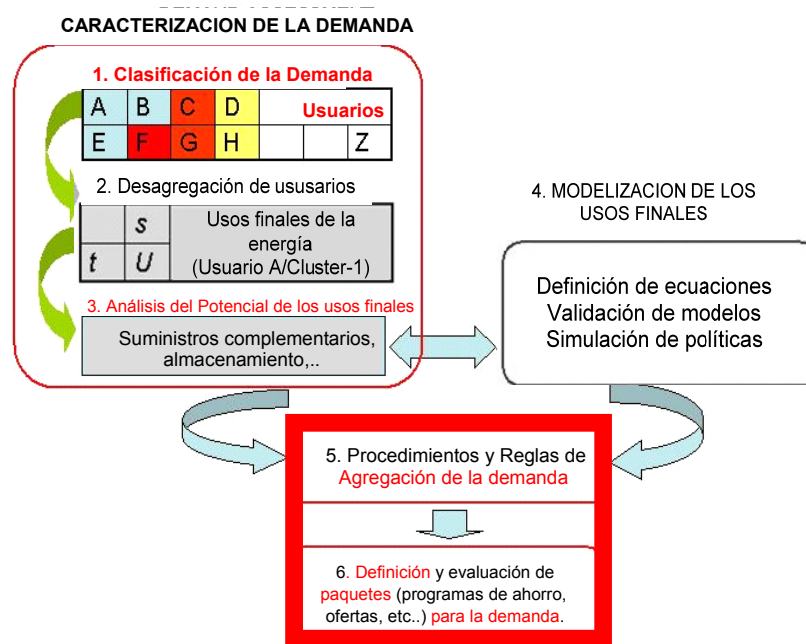 CARACTERIZACION DE LA DEMANDA
1. Clasificación de la Demanda
A B C D Usuarios
E F G H Z
2. Desagregación de ususarios
s
t U
Usos finales de la
energía
(Usuario A/Cluster-1)
3. Análisis del Potencial de los usos finales
Suministros complementarios,
almacenamiento,..
4. MODELIZACION DE LOS
USOS FINALES
Definición de ecuaciones
Validación de modelos
Simulación de políticas
5. Procedimientos y Reglas de
Agregación de la demanda
6. Definición y evaluación de
paquetes (programas de ahorro,
ofertas, etc..) para la demanda.